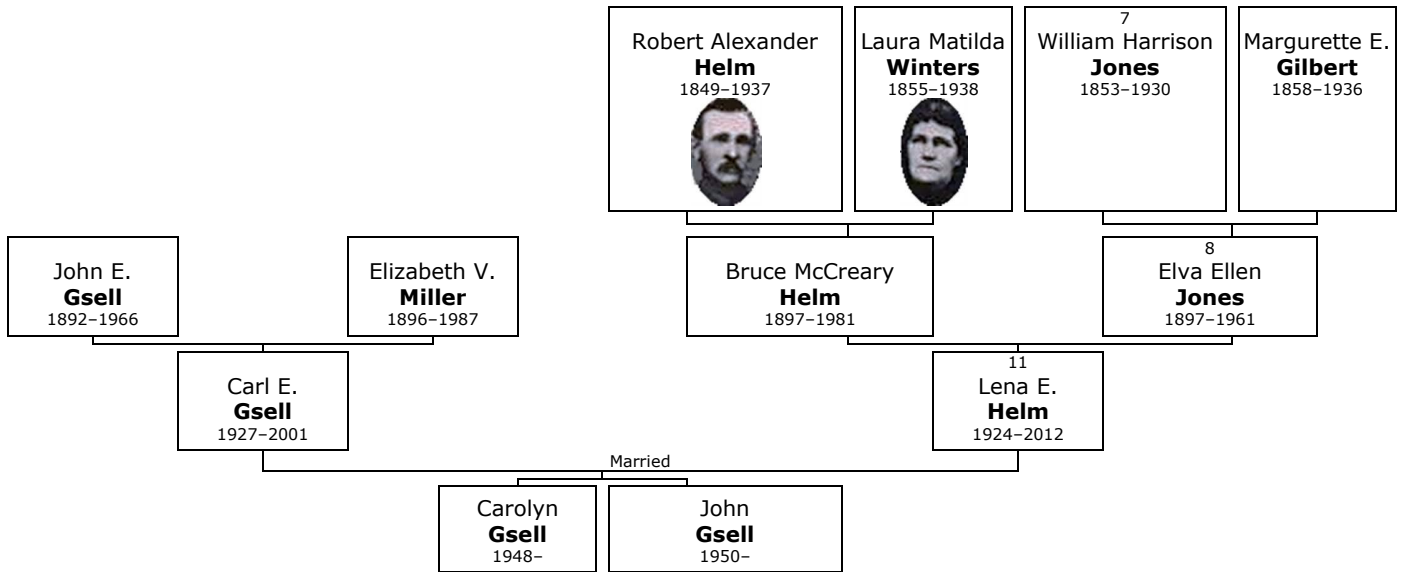 Robert Alexander
Helm
1849–1937
Laura Matilda
Winters
1855–1938
7
William Harrison
Jones
1853–1930
Margurette E.
Gilbert
1858–1936
John E.
Gsell
1892–1966
Elizabeth V.
Miller
1896–1987
Bruce McCreary
Helm
1897–1981
8
Elva Ellen
Jones
1897–1961
Carl E.
Gsell
1927–2001
11
Lena E.
Helm
1924–2012
Married
Carolyn
Gsell
1948–
John
Gsell
1950–